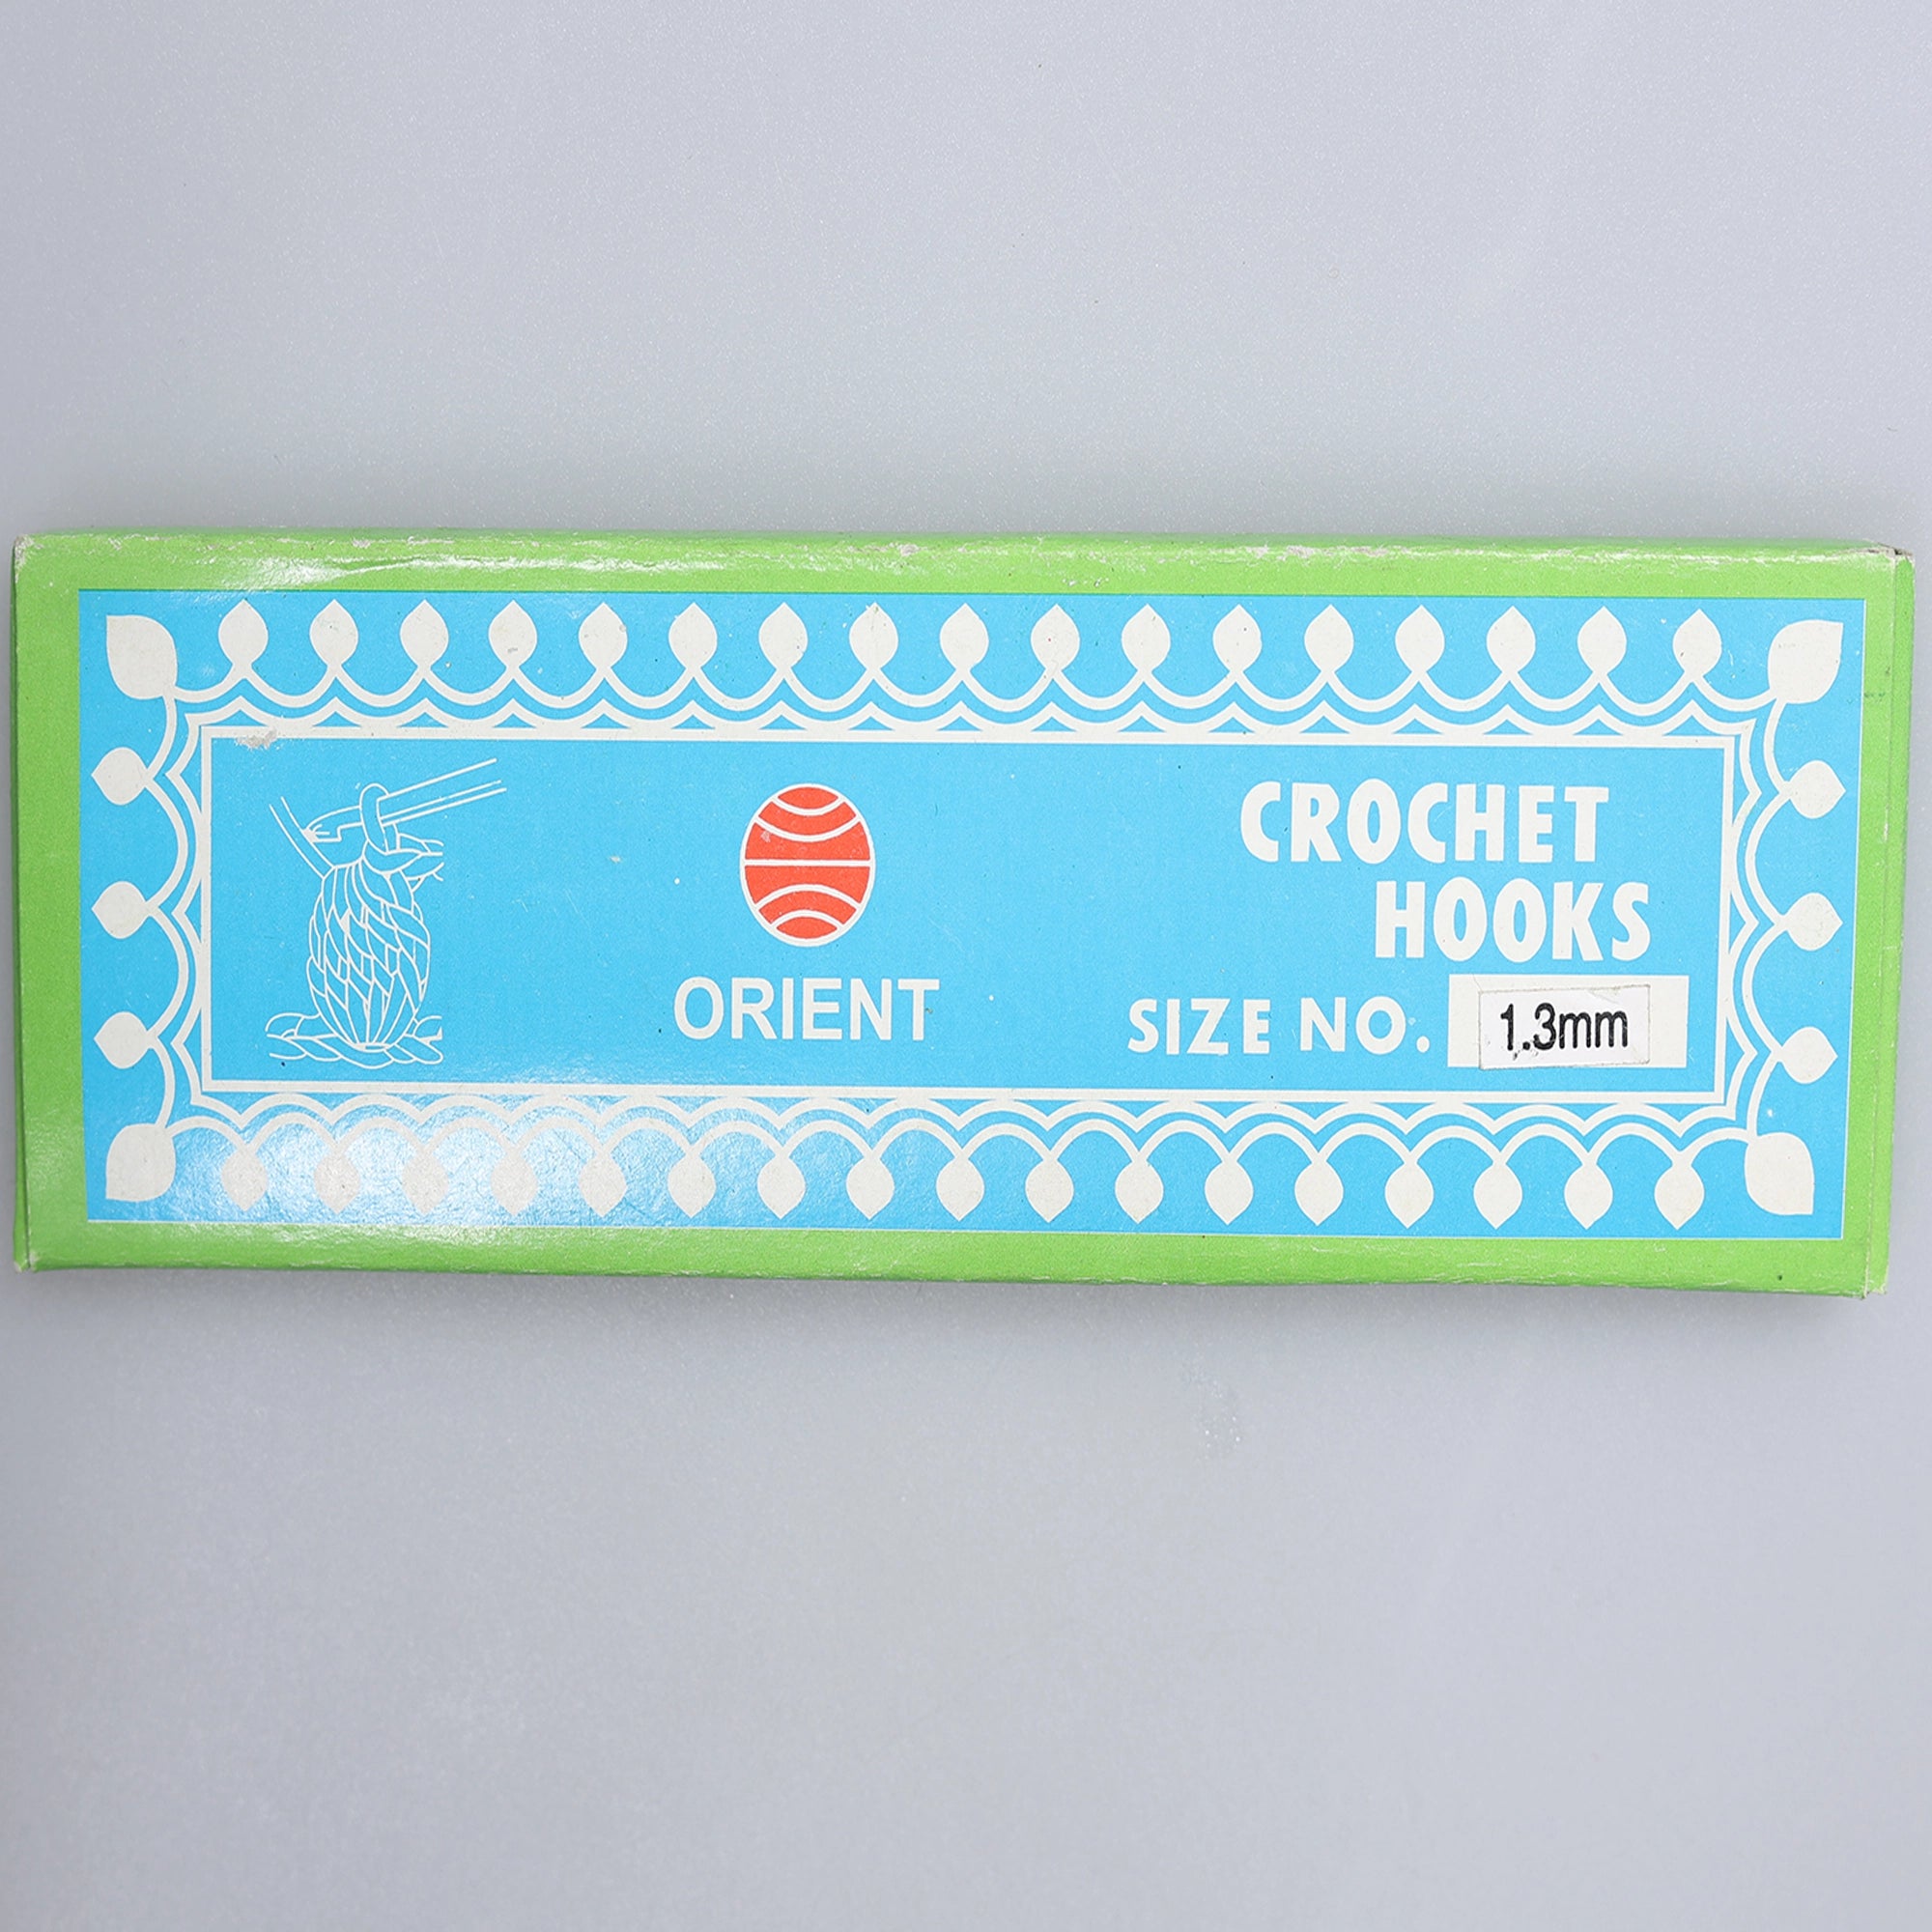 ORIENT
CROCHET
HOOKS
SIZE NO. 1.3mm